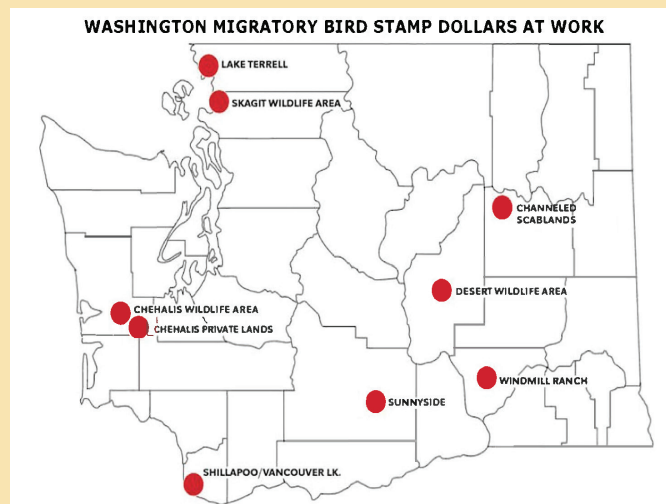 WASHINGTON MIGRATORY BIRD STAMP DOLLARS AT WORK
LAKE TERRELL
SKAGIT WILDLIFE AREA
CHANNELED
SCABLANDS
DESERT WILDLIFE AREA
CHEHALIS WILDLIFE AREA
CHEHALIS PRIVATE LANDS
WINDMILL RANCH
SUNNYSIDE
SHILLAPOO/VANCOUVER LK.